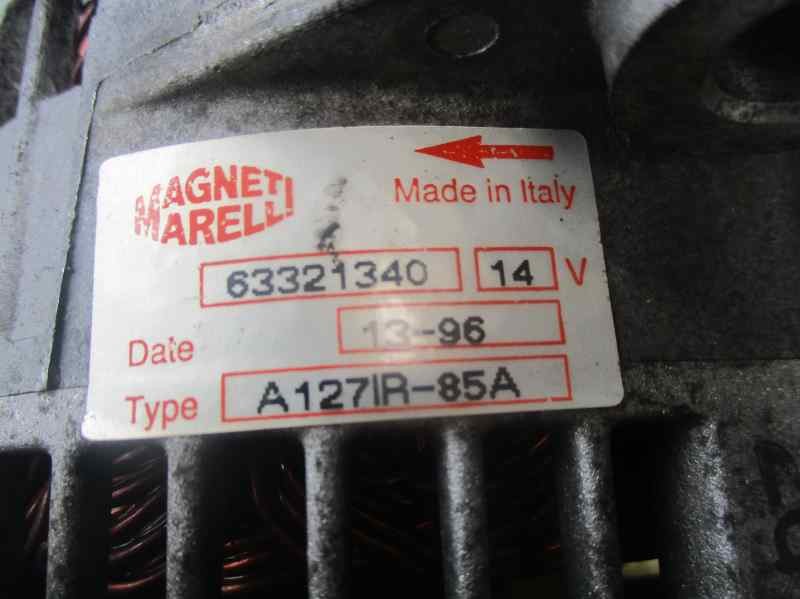 MAGNETI
MARELLI
Made in Italy
63321340 14 V
Date 13-96
Type A127IR-85A